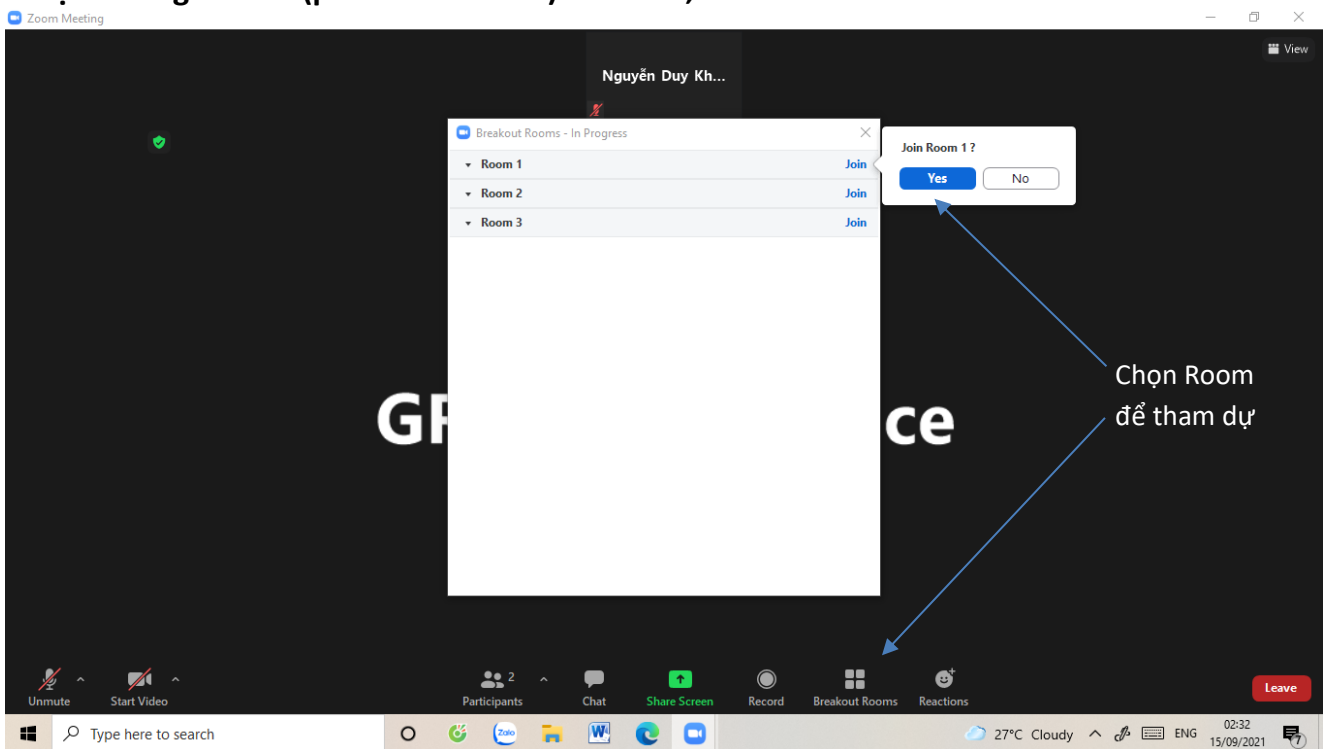 Zoom Meeting
View
Nguyễn Duy Kh...
Breakout Rooms - In Progress
Room 1 Join
Room 2 Join
Room 3 Join
Join Room 1 ?
Yes No
Chọn Room
để tham dự
ce
Unmute
Start Video
2
Participants
Chat
Share Screen
Record
Breakout Rooms
Reactions
Leave
Type here to search
Zalo
W
27°C Cloudy
ENG
02:32
15/09/2021
7